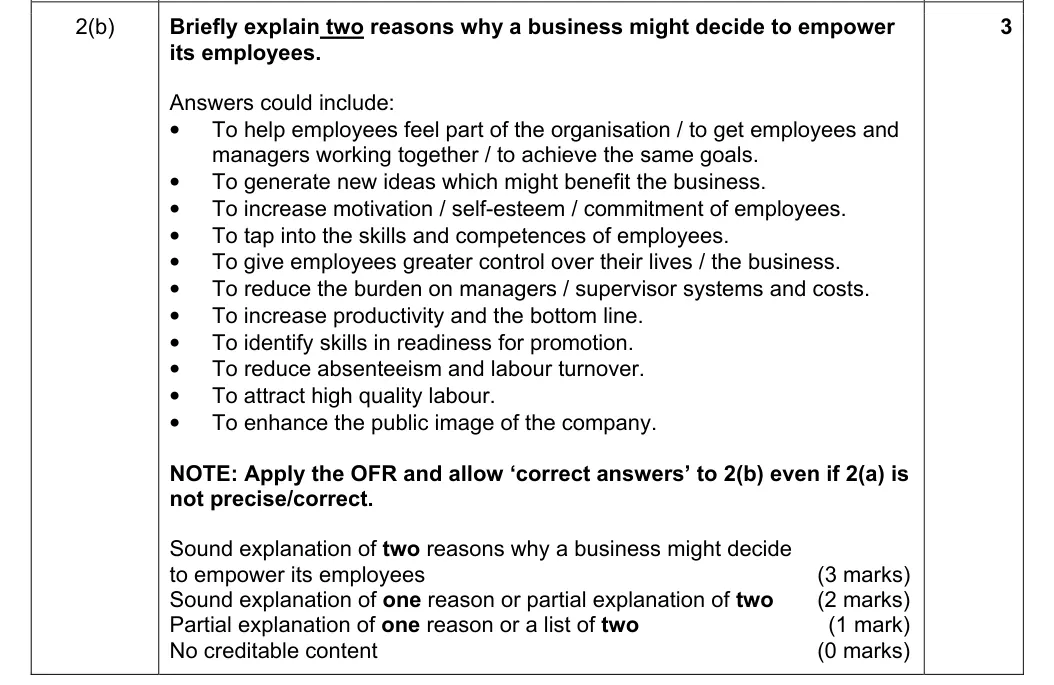 2(b) Briefly explain two reasons why a business might decide to empower 3
its employees.
Answers could include:
• To help employees feel part of the organisation / to get employees and
managers working together / to achieve the same goals.
• To generate new ideas which might benefit the business.
• To increase motivation / self-esteem / commitment of employees.
• To tap into the skills and competences of employees.
• To give employees greater control over their lives / the business.
• To reduce the burden on managers / supervisor systems and costs.
• To increase productivity and the bottom line.
• To identify skills in readiness for promotion.
• To reduce absenteeism and labour turnover.
• To attract high quality labour.
• To enhance the public image of the company.
NOTE: Apply the OFR and allow ‘correct answers’ to 2(b) even if 2(a) is
not precise/correct.
Sound explanation of two reasons why a business might decide
to empower its employees (3 marks)
Sound explanation of one reason or partial explanation of two (2 marks)
Partial explanation of one reason or a list of two (1 mark)
No creditable content (0 marks)